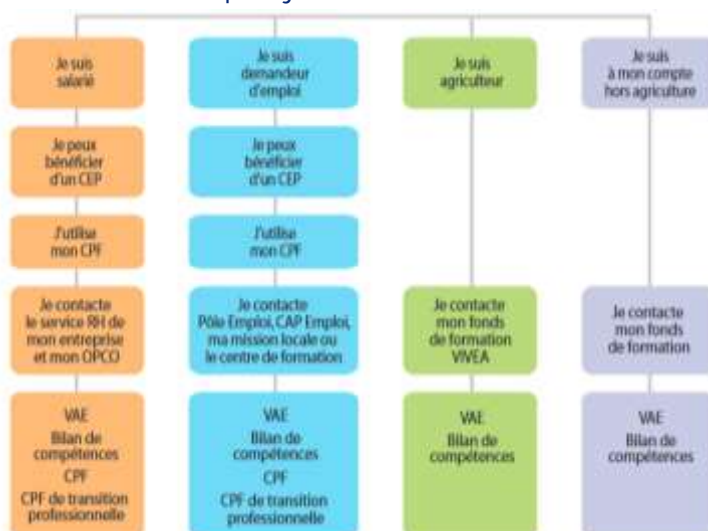 Je suis
salarié
Je suis
demandeur
d'emploi
Je suis
agriculteur
Je suis
à mon compte
hors agriculture
Je peux
bénéficier
d'un CEP
Je peux
bénéficier
d'un CEP
J'utilise
mon CPF
J'utilise
mon CPF
Je contacte
le service RH de
mon entreprise
et mon OPCO
Je contacte
Pôle Emploi, CAP Emploi,
ma mission locale ou
le centre de formation
Je contacte
mon fonds
de formation
VIVEA
Je contacte
mon fonds
de formation
VAE
Bilan de
compétences
CPF
CPF de transition
professionnelle
VAE
Bilan de
compétences
CPF
CPF de transition
professionnelle
VAE
Bilan de
compétences
VAE
Bilan de
compétences